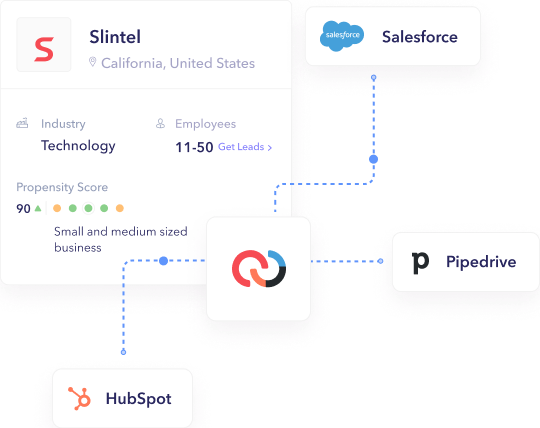 S
Slintel
California, United States
Industry
Technology
Employees
11-50 Get Leads >
Propensity Score
90
Small and medium sized
business
salesforce
Salesforce
p
Pipedrive
HubSpot